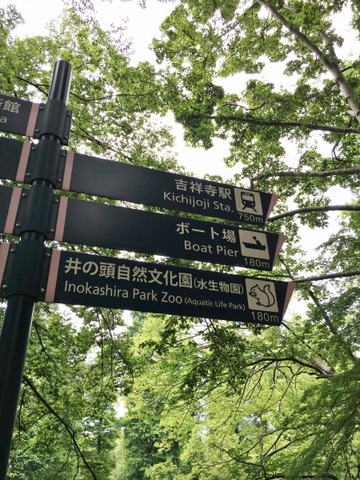 館
a
吉祥寺駅
Kichijoji Sta.
750m
ボート場
Boat Pier
180m
井の頭自然文化園(水生物園)
Inokashira Park Zoo (Aquatic Life Park)
180m